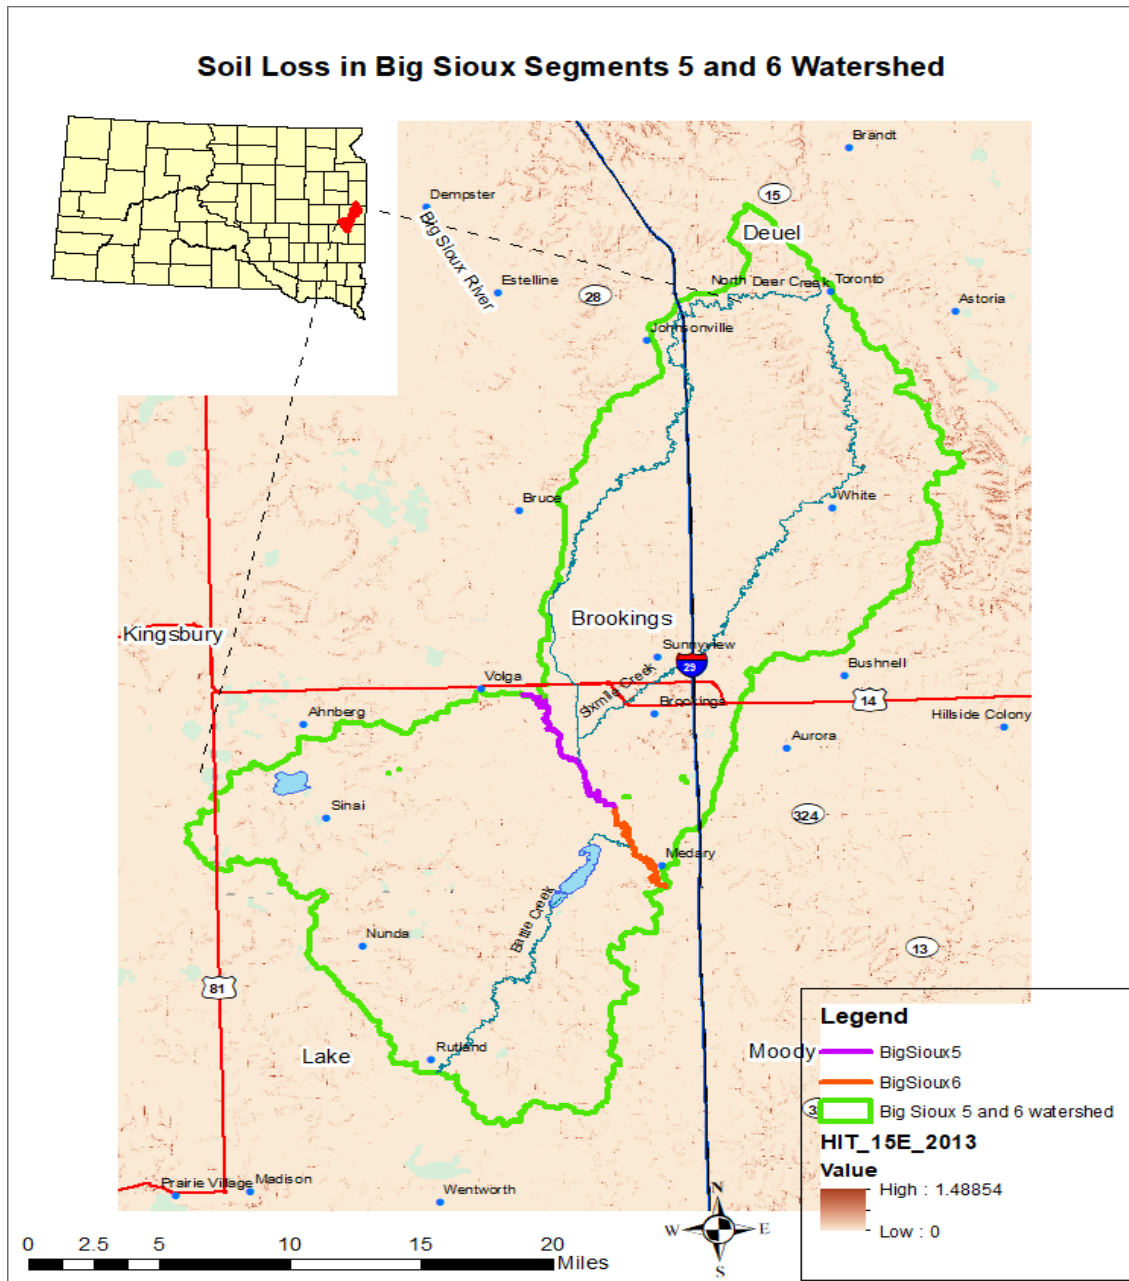 Soil Loss in Big Sioux Segments 5 and 6 Watershed
Brandt
15
Dempster
Big Sioux River
Deuel
Estelline
28
North Deer Creek
Toronto
Astoria
Johnsonville
Bruce
White
Kingsbury
Brookings
Sunnyview
29
Bushnell
Volga
Sixmile Creek
14
Ahnberg
Brookings
Hillside Colony
Aurora
Sinai
324
Medary
Battle Creek
Nunda
13
81
Rutland
Lake
Moody
Legend
BigSioux5
BigSioux6
Big Sioux 5 and 6 watershed
HIT_15E_2013
Value
High : 1.48854
Low : 0
Prairie Village
Madison
Wentworth
N
W
E
S
0 2.5 5 10 15 20
Miles